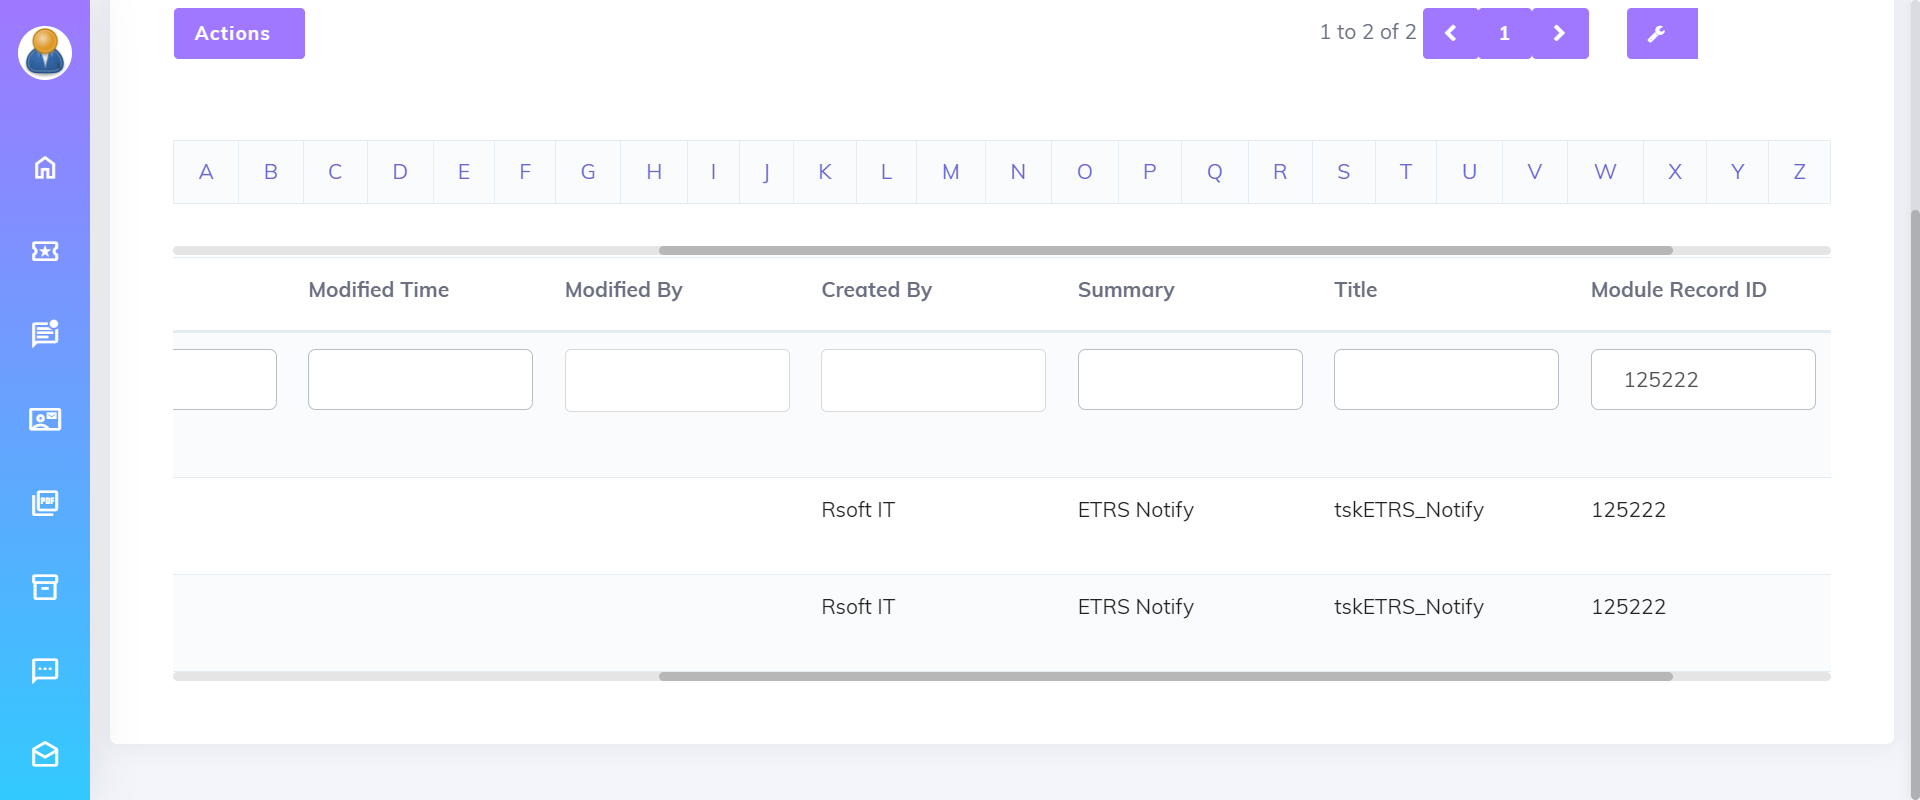 Actions
1 to 2 of 2
1
A B C D E F G H I J K L M N O P Q R S T U V W X Y Z
Modified Time Modified By Created By Summary Title Module Record ID
125222
Rsoft IT ETRS Notify tskETRS_Notify 125222
Rsoft IT ETRS Notify tskETRS_Notify 125222
PDF